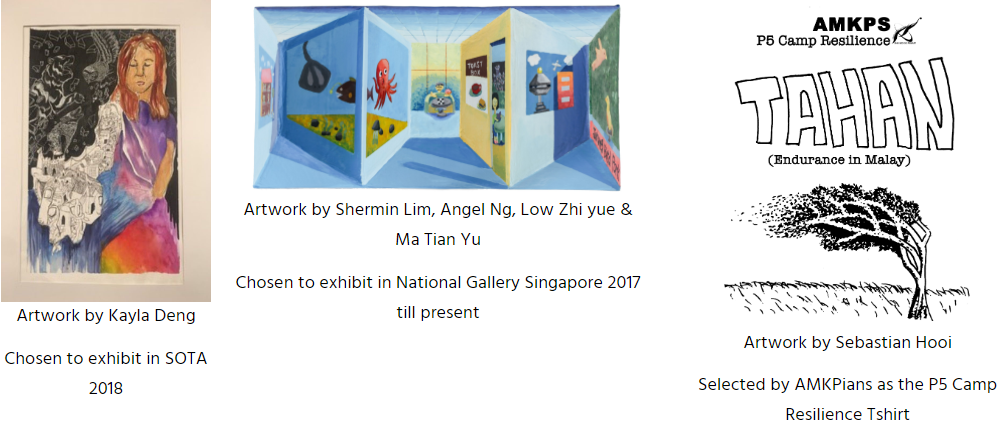 Artwork by Kayla Deng
Chosen to exhibit in SOTA
2018
TOAST
BOX
Artwork by Shermin Lim, Angel Ng, Low Zhi yue &
Ma Tian Yu
Chosen to exhibit in National Gallery Singapore 2017
till present
AMKPS
P5 Camp Resilience
TAHAN
(Endurance in Malay)
Artwork by Sebastian Hooi
Selected by AMKPians as the P5 Camp
Resilience Tshirt